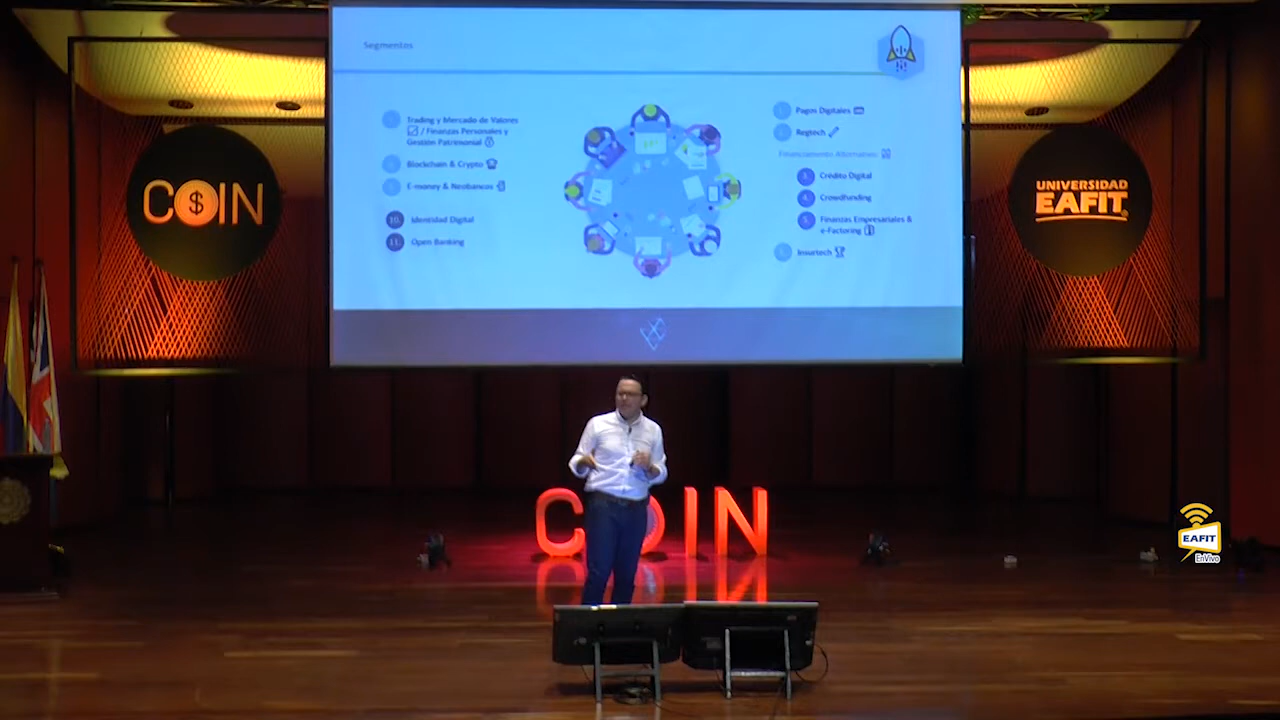 Segmentos
Trading y Mercado de Valores
/ Finanzas Personales y
Gestión Patrimonial
Blockchain & Crypto
E-money & Neobancos
10. Identidad Digital
11. Open Banking
Pagos Digitales
Regtech
Financiamiento Alternativo:
3. Crédito Digital
4. Crowdfunding
5. Finanzas Empresariales &
e-Factoring
Insurtech
COIN
UNIVERSIDAD
EAFIT
COIN
EAFIT
EnVivo